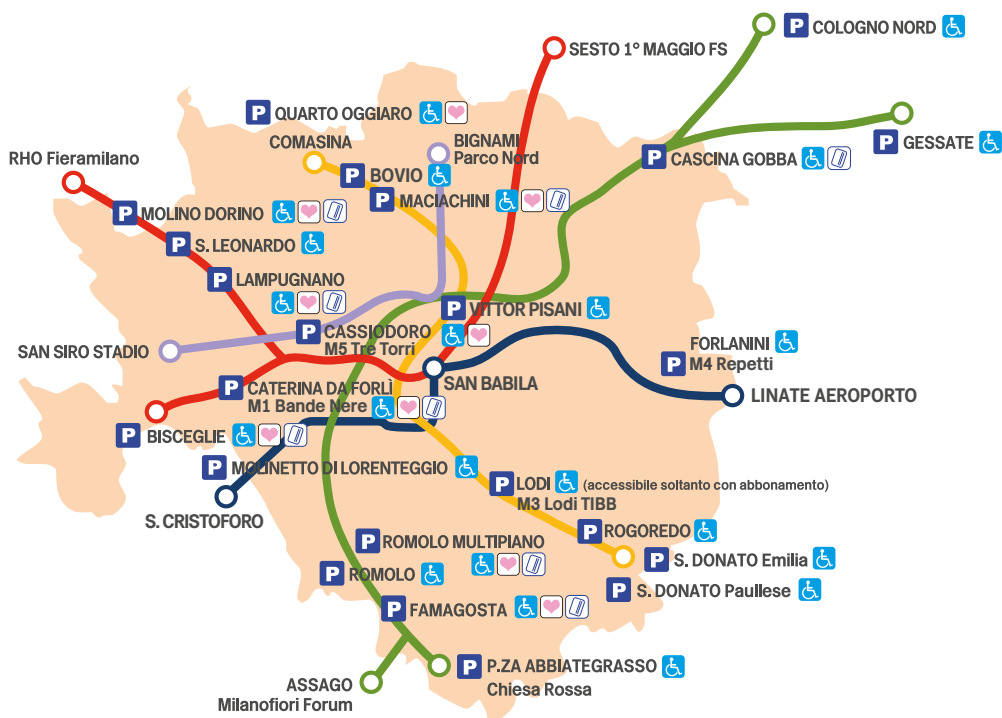 P COLOGNO NORD
SESTO 1° MAGGIO FS
P QUARTO OGGIARO
COMASINA
BIGNAMI
Parco Nord
P GESSATE
RHO Fieramilano
P CASCINA GOBBA
P BOVIO
P MACIACHINI
P MOLINO DORINO
P S. LEONARDO
P LAMPUGNANO
P VITTOR PISANI
P CASSIODORO
M5 Tre Torri
SAN SIRO STADIO
FORLANINI
P M4 Repetti
SAN BABILA
LINATE AEROPORTO
P CATERINA DA FORLÌ
M1 Bande Nere
P BISCEGLIE
P MOLINETTO DI LORENTEGGIO
P LODI (accessibile soltanto con abbonamento)
M3 Lodi TIBB
S. CRISTOFORO
P ROGOREDO
P ROMOLO MULTIPIANO
P S. DONATO Emilia
P ROMOLO
P S. DONATO Paullese
P FAMAGOSTA
P P.ZA ABBIATEGRASSO
Chiesa Rossa
ASSAGO
Milanofiori Forum